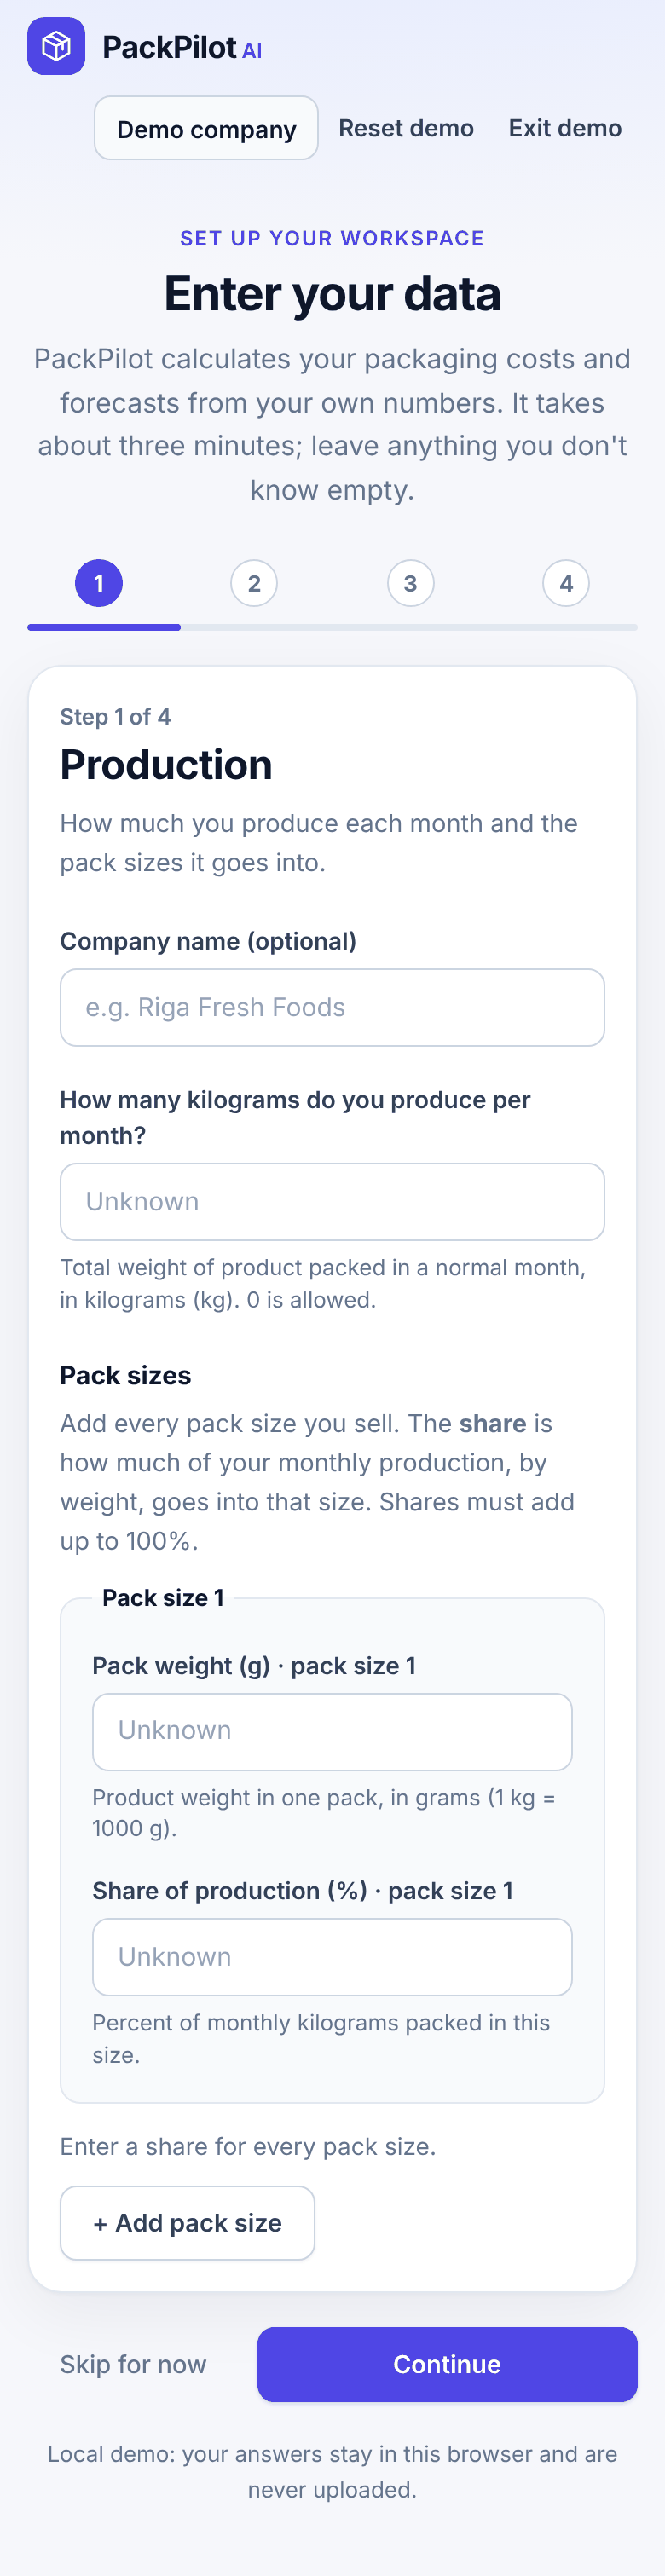 PackPilot AI
Demo company
Reset demo
Exit demo
SET UP YOUR WORKSPACE
Enter your data
PackPilot calculates your packaging costs and
forecasts from your own numbers. It takes
about three minutes; leave anything you don't
know empty.
1
2
3
4
Step 1 of 4
Production
How much you produce each month and the
pack sizes it goes into.
Company name (optional)
e.g. Riga Fresh Foods
How many kilograms do you produce per
month?
Unknown
Total weight of product packed in a normal month,
in kilograms (kg). 0 is allowed.
Pack sizes
Add every pack size you sell. The share is
how much of your monthly production, by
weight, goes into that size. Shares must add
up to 100%.
Pack size 1
Pack weight (g) · pack size 1
Unknown
Product weight in one pack, in grams (1 kg =
1000 g).
Share of production (%) · pack size 1
Unknown
Percent of monthly kilograms packed in this
size.
Enter a share for every pack size.
+ Add pack size
Skip for now
Continue
Local demo: your answers stay in this browser and are
never uploaded.